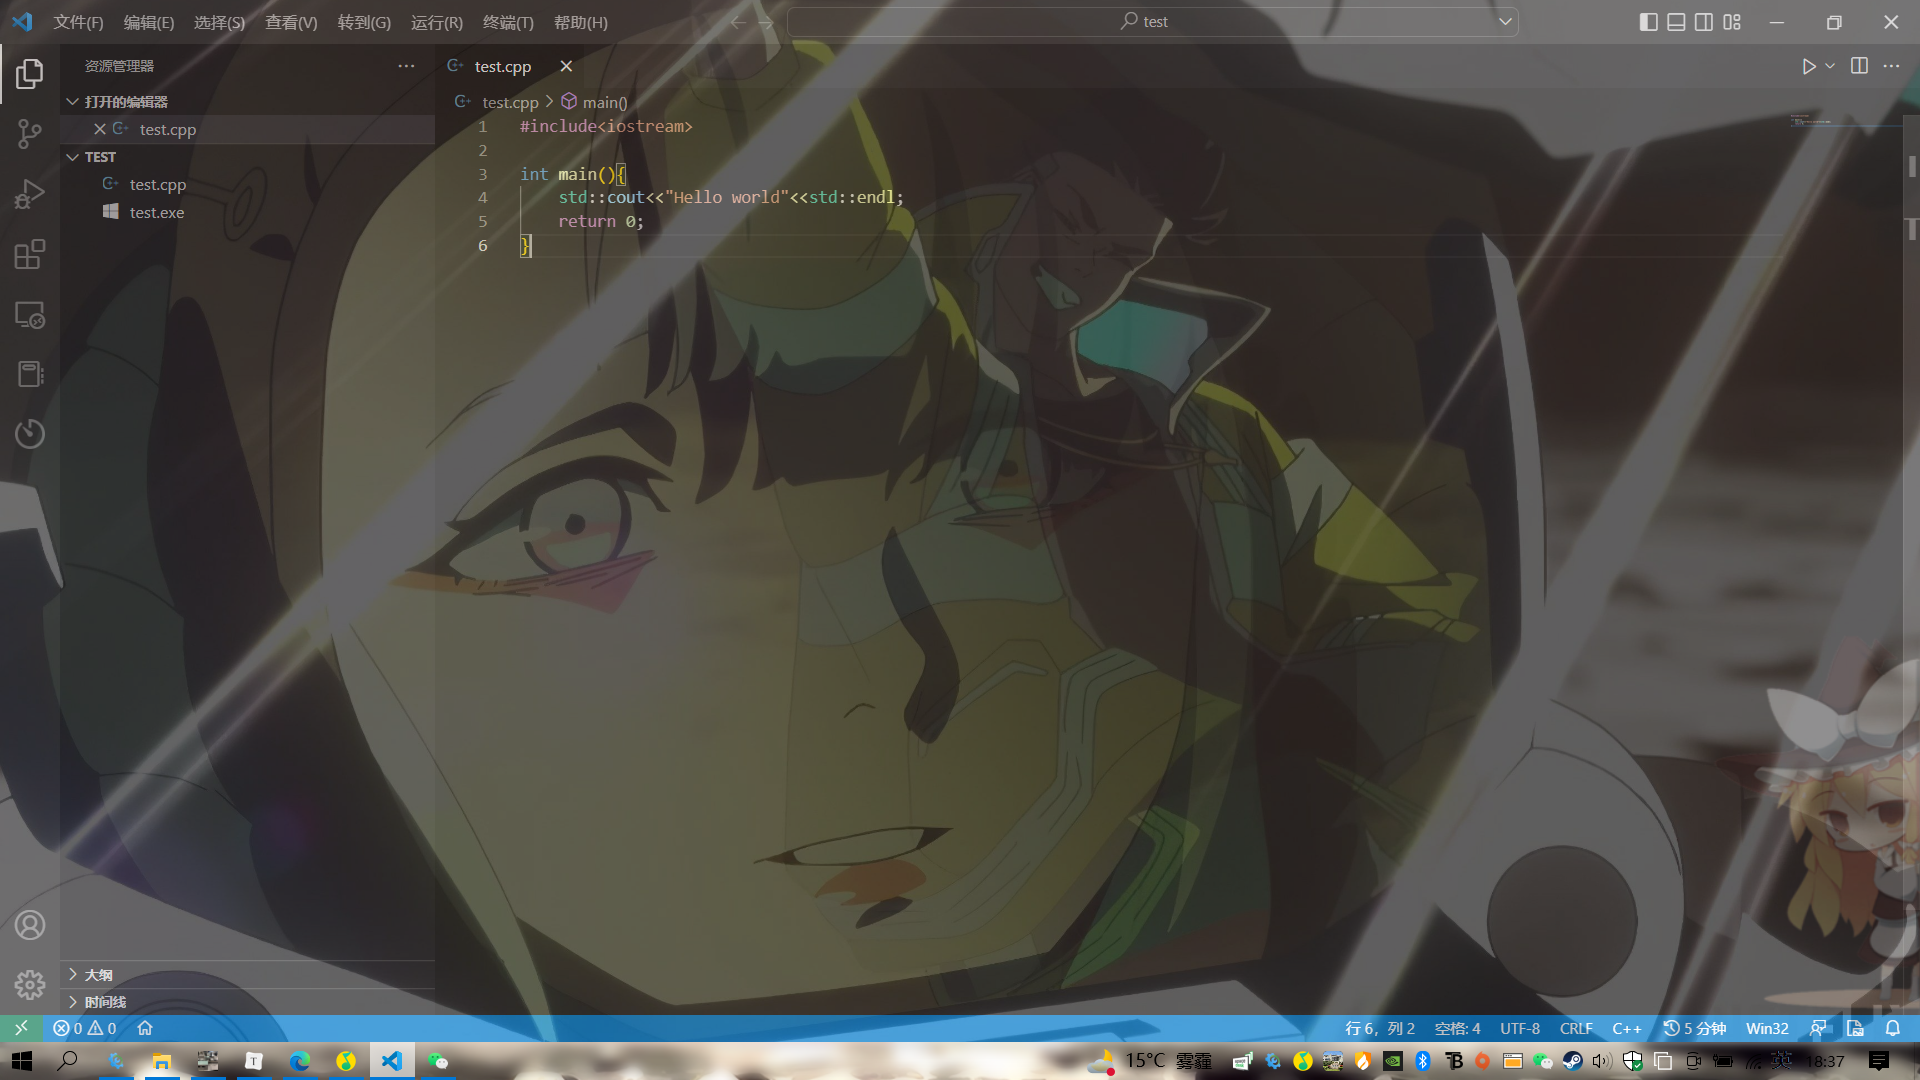 文件(F) 编辑(E) 选择(S) 查看(V) 转到(G) 运行(R) 终端(T) 帮助(H) test
资源管理器
打开的编辑器
test.cpp
TEST
test.cpp
test.exe
大纲
时间线
test.cpp
test.cpp > main()
1 #include<iostream>
2
3 int main(){
4 std::cout<<"Hello world"<<std::endl;
5 return 0;
6 }
0 0 行 6，列 2 空格: 4 UTF-8 CRLF C++ 5 分钟 Win32
15°C 雾霾 英 18:37